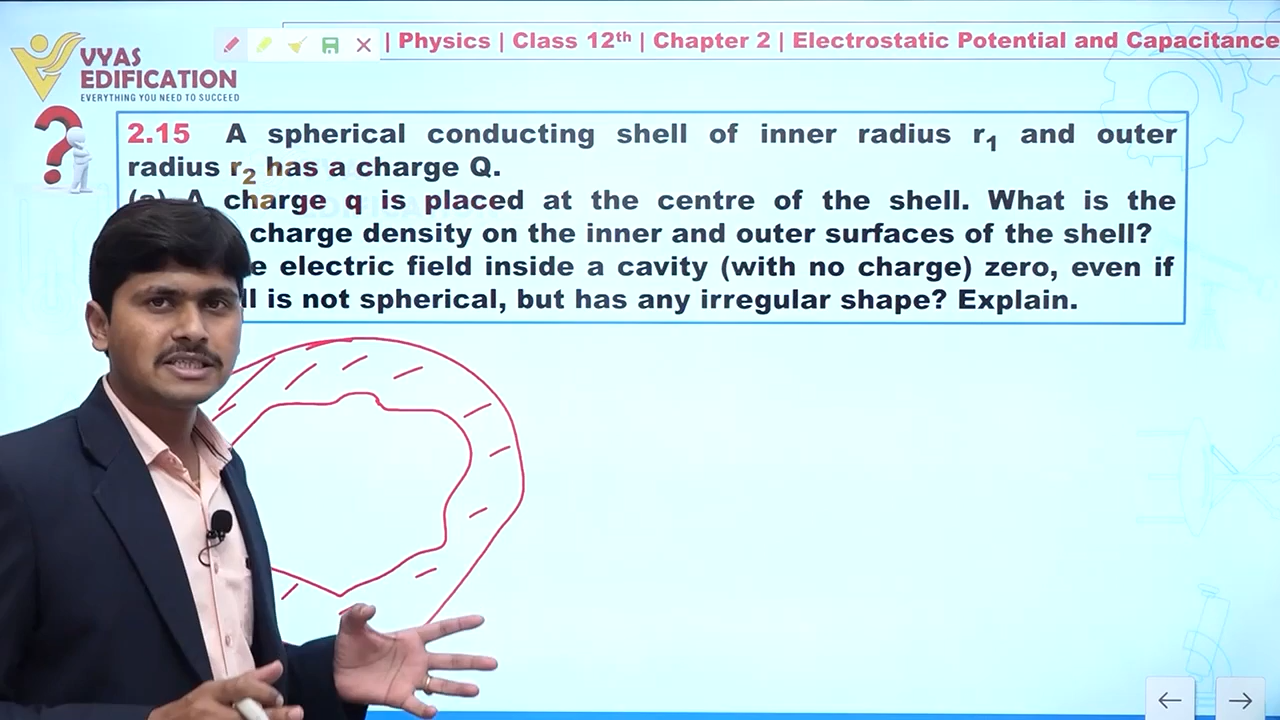 VYAS
EDIFICATION
EVERYTHING YOU NEED TO SUCCEED
| Physics | Class 12th | Chapter 2 | Electrostatic Potential and Capacitance
2.15 A spherical conducting shell of inner radius r1 and outer
radius r2 has a charge Q.
(a) A charge q is placed at the centre of the shell. What is the
charge density on the inner and outer surfaces of the shell?
electric field inside a cavity (with no charge) zero, even if
is not spherical, but has any irregular shape? Explain.